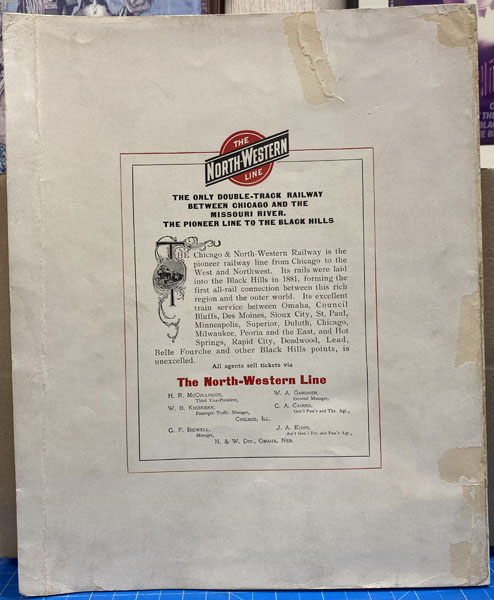 THE
NORTH-WESTERN
LINE
THE ONLY DOUBLE-TRACK RAILWAY
BETWEEN CHICAGO AND THE
MISSOURI RIVER.
THE PIONEER LINE TO THE BLACK HILLS
THE Chicago & North-Western Railway is the
pioneer railway line from Chicago to the
West and Northwest. Its rails were laid
into the Black Hills in 1881, forming the
first all-rail connection between this rich
region and the outer world. Its excellent
train service between Omaha, Council
Bluffs, Des Moines, Sioux City, St. Paul,
Minneapolis, Superior, Duluth, Chicago,
Milwaukee, Peoria and the East, and Hot
Springs, Rapid City, Deadwood, Lead,
Belle Fourche and other Black Hills points, is
unexcelled.
All agents sell tickets via
The North-Western Line
H. R. McCULLOUGH,
Third Vice-President,
W. A. GARDNER,
General Manager,
W. B. KNISKERN,
Passenger Traffic Manager,
C. A. CAIRNS,
Gen'l Pass'r and Tkt. Agt.,
CHICAGO, ILL.
G. F. BIDWELL,
Manager,
J. A. KUHN,
Ass't Gen'l Frt. and Pass'r Agt.,
N. & W. DIV., OMAHA, NEB.